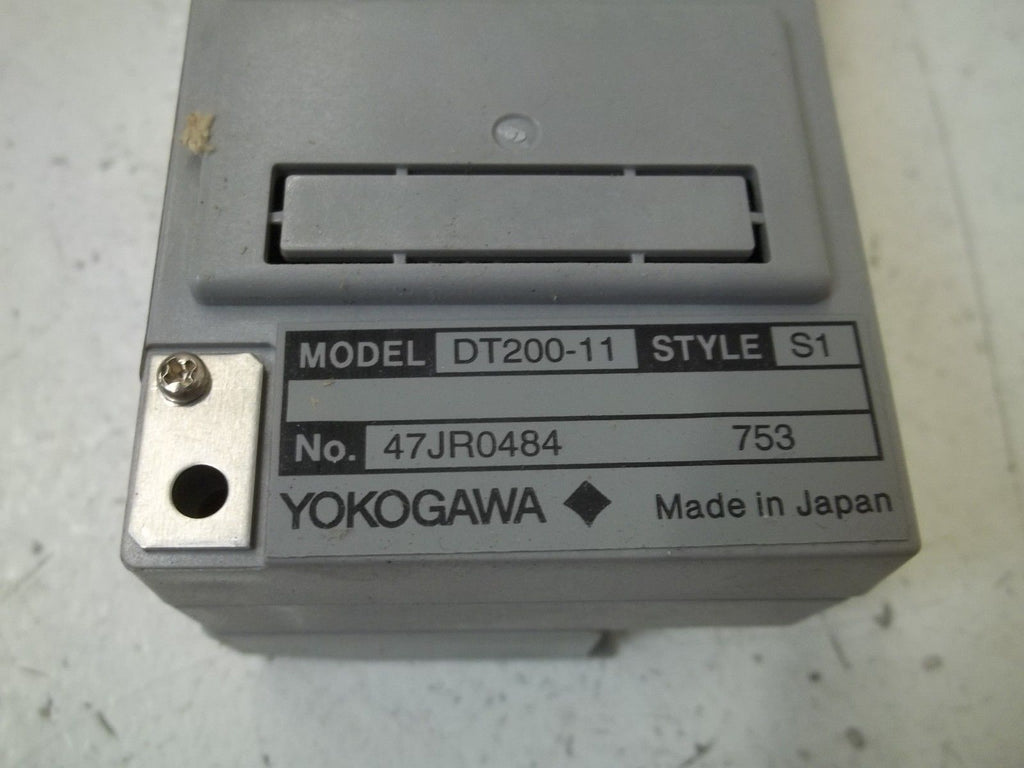 MODEL DT200-11 STYLE S1
No. 47JR0484 753
YOKOGAWA Made in Japan